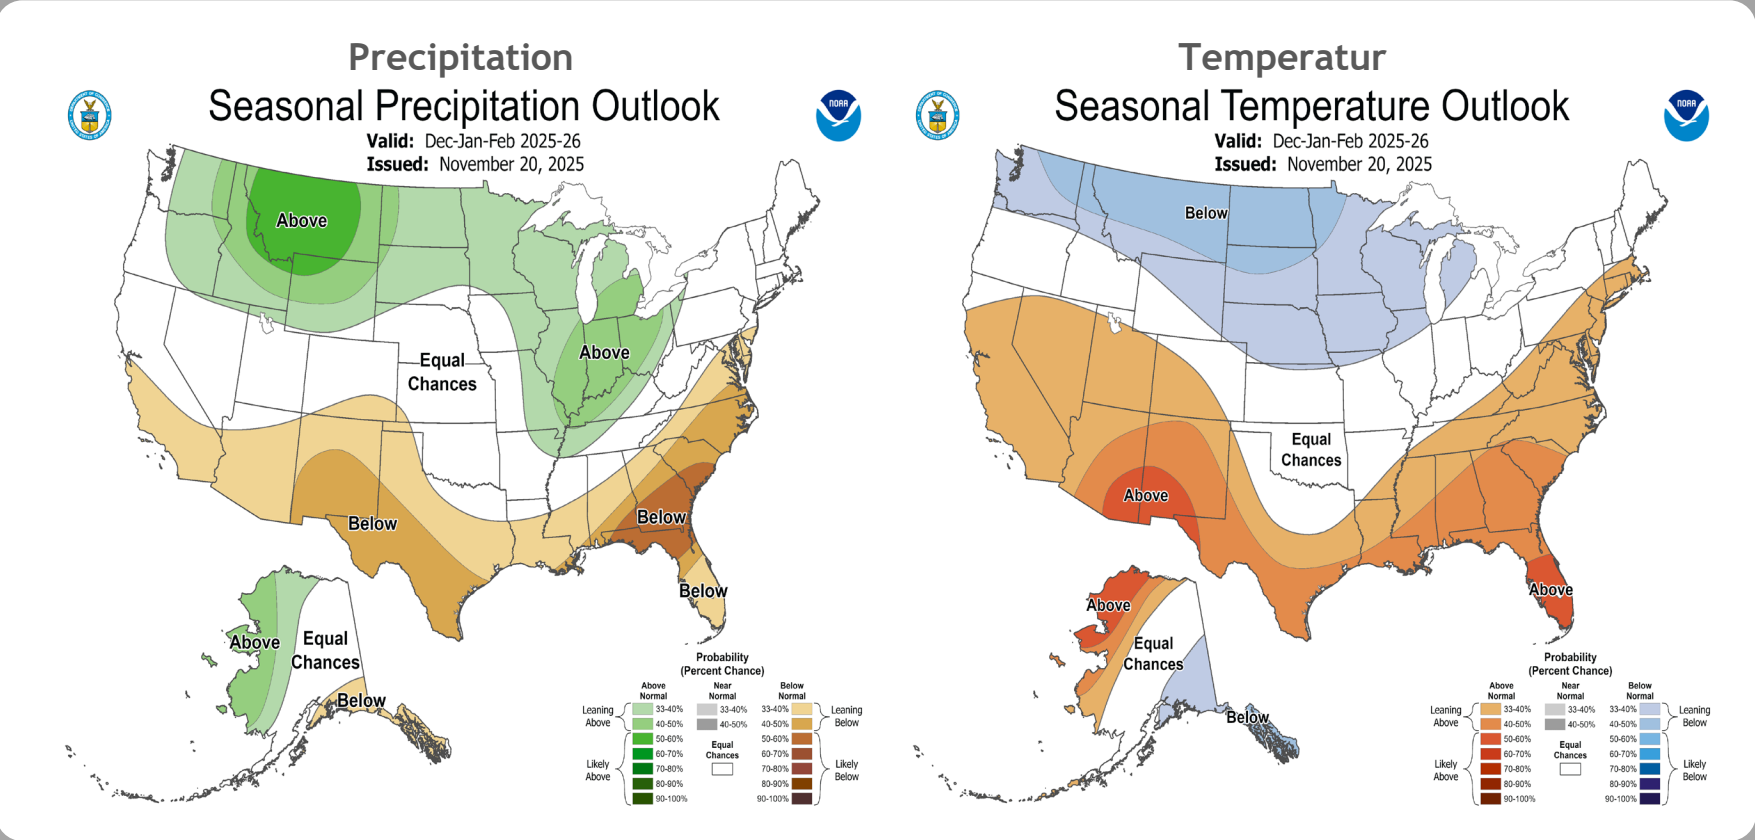 Precipitation
Seasonal Precipitation Outlook
Valid: Dec-Jan-Feb 2025-26
Issued: November 20, 2025
NOAA
Above
Above
Equal
Chances
Below
Below
Below
Above
Equal
Chances
Below
Probability
(Percent Chance)
Above
Normal
Near
Normal
Below
Normal
Leaning
Above
33-40%
33-40%
33-40%
Leaning
Below
40-50%
40-50%
40-50%
50-60%
50-60%
60-70%
Equal
Chances
60-70%
Likely
Above
70-80%
70-80%
Likely
Below
80-90%
80-90%
90-100%
90-100%
Temperatur
Seasonal Temperature Outlook
Valid: Dec-Jan-Feb 2025-26
Issued: November 20, 2025
NOAA
Below
Equal
Chances
Above
Above
Above
Equal
Chances
Below
Probability
(Percent Chance)
Above
Normal
Near
Normal
Below
Normal
Leaning
Above
33-40%
33-40%
33-40%
Leaning
Below
40-50%
40-50%
40-50%
50-60%
50-60%
60-70%
Equal
Chances
60-70%
Likely
Above
70-80%
70-80%
Likely
Below
80-90%
80-90%
90-100%
90-100%